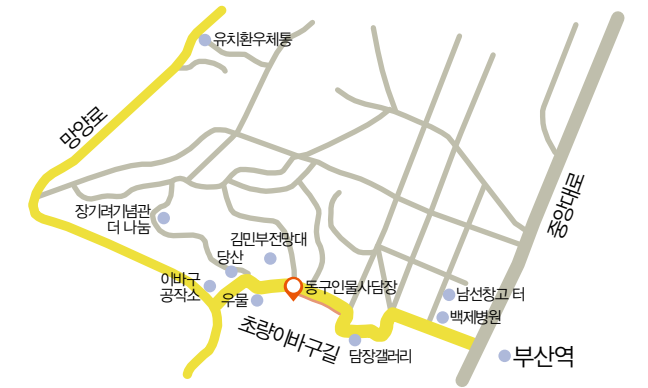 유치환우체통
망양로
중앙대로
장기려기념관
더 나눔
김민부전망대
당산
이바구
공작소
우물
동구인물사담장
남선창고 터
백제병원
초량이바구길
담장갤러리
부산역